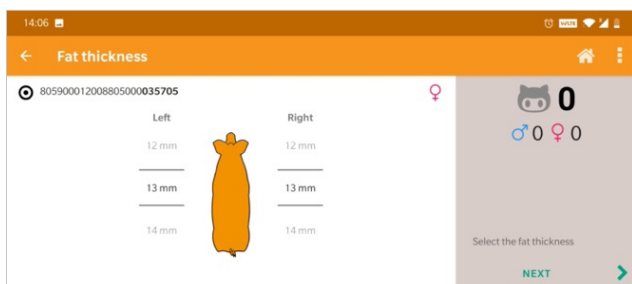 14:06
VoLTE
Fat thickness
805900012008805000035705
Left
Right
12 mm
12 mm
13 mm
13 mm
14 mm
14 mm
0
0 0
Select the fat thickness
NEXT